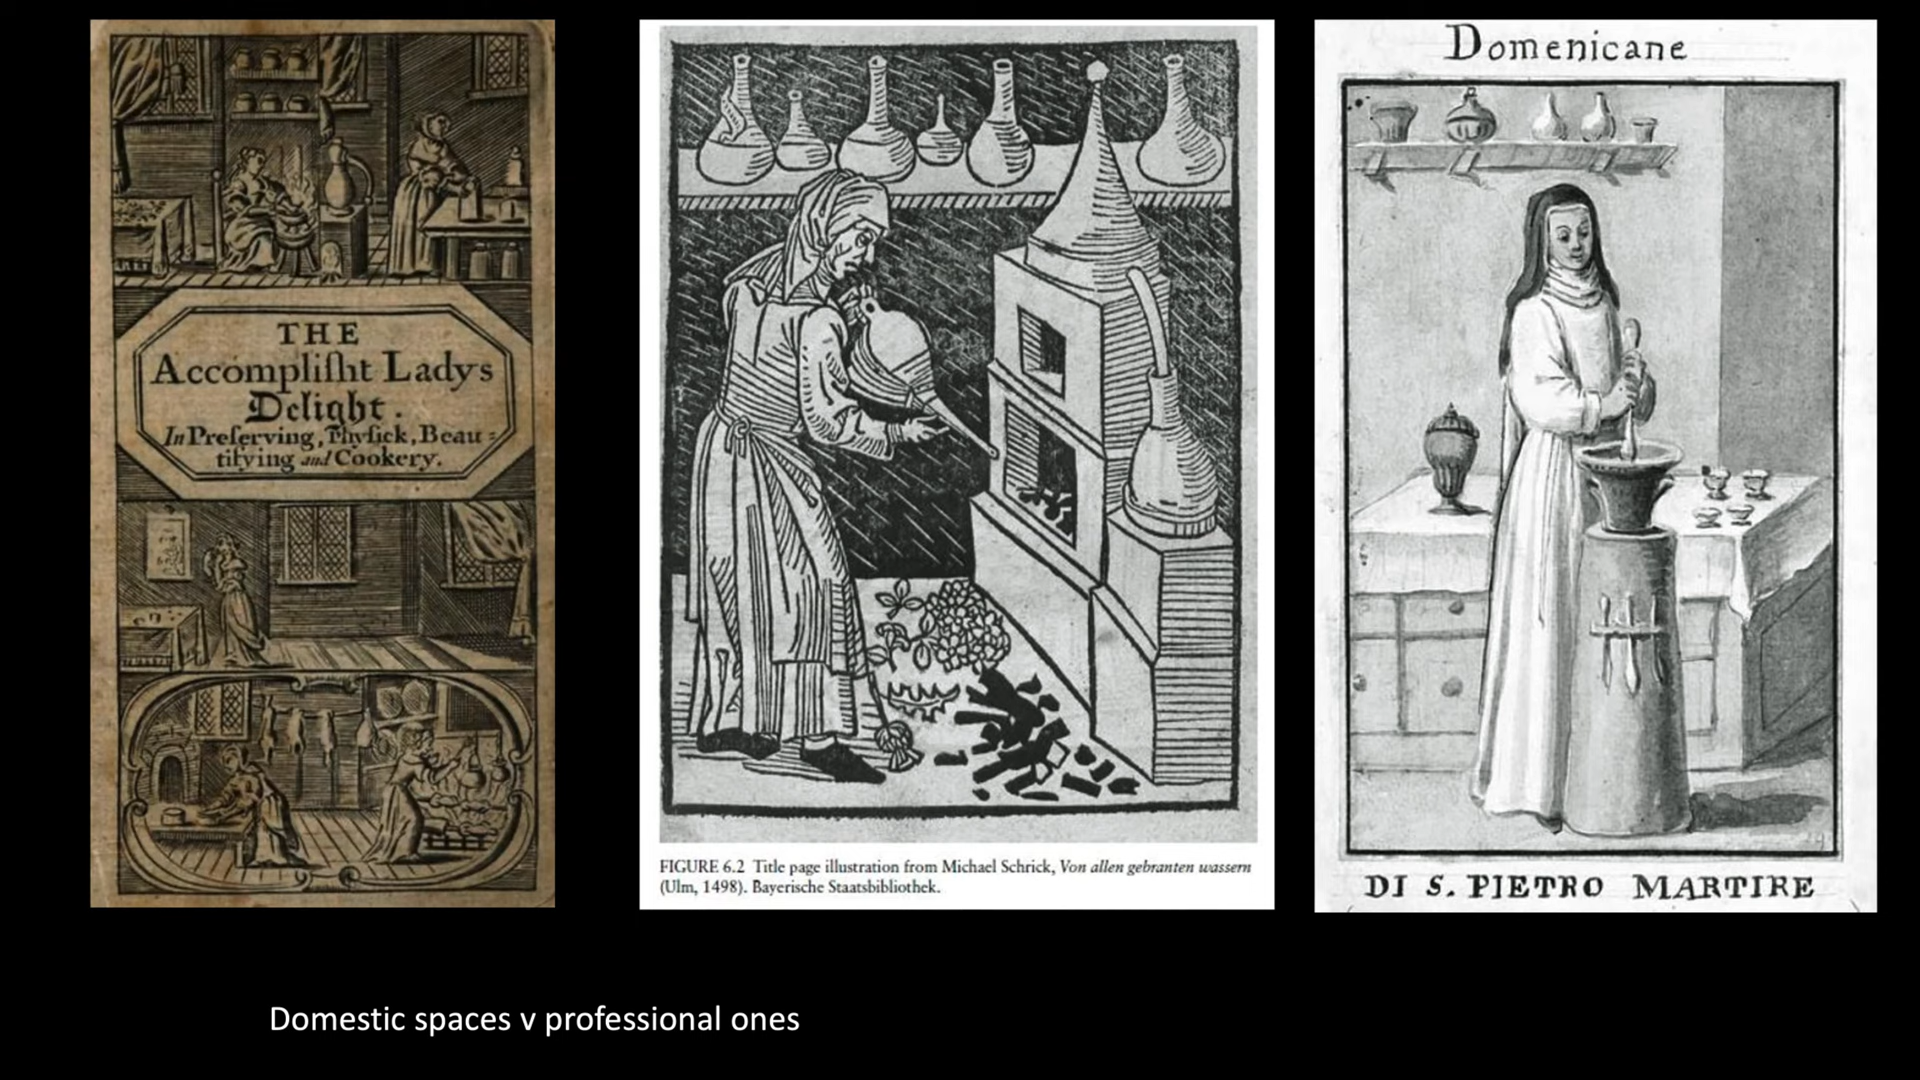 THE
Accompliſht Ladys
Delight.
In Preſerving, Phyſick, Beau=
tifying and Cookery.
FIGURE 6.2 Title page illustration from Michael Schrick, Von allen gebranten wassern
(Ulm, 1498). Bayerische Staatsbibliothek.
Domenicane
DI S. PIETRO MARTIRE
Domestic spaces v professional ones